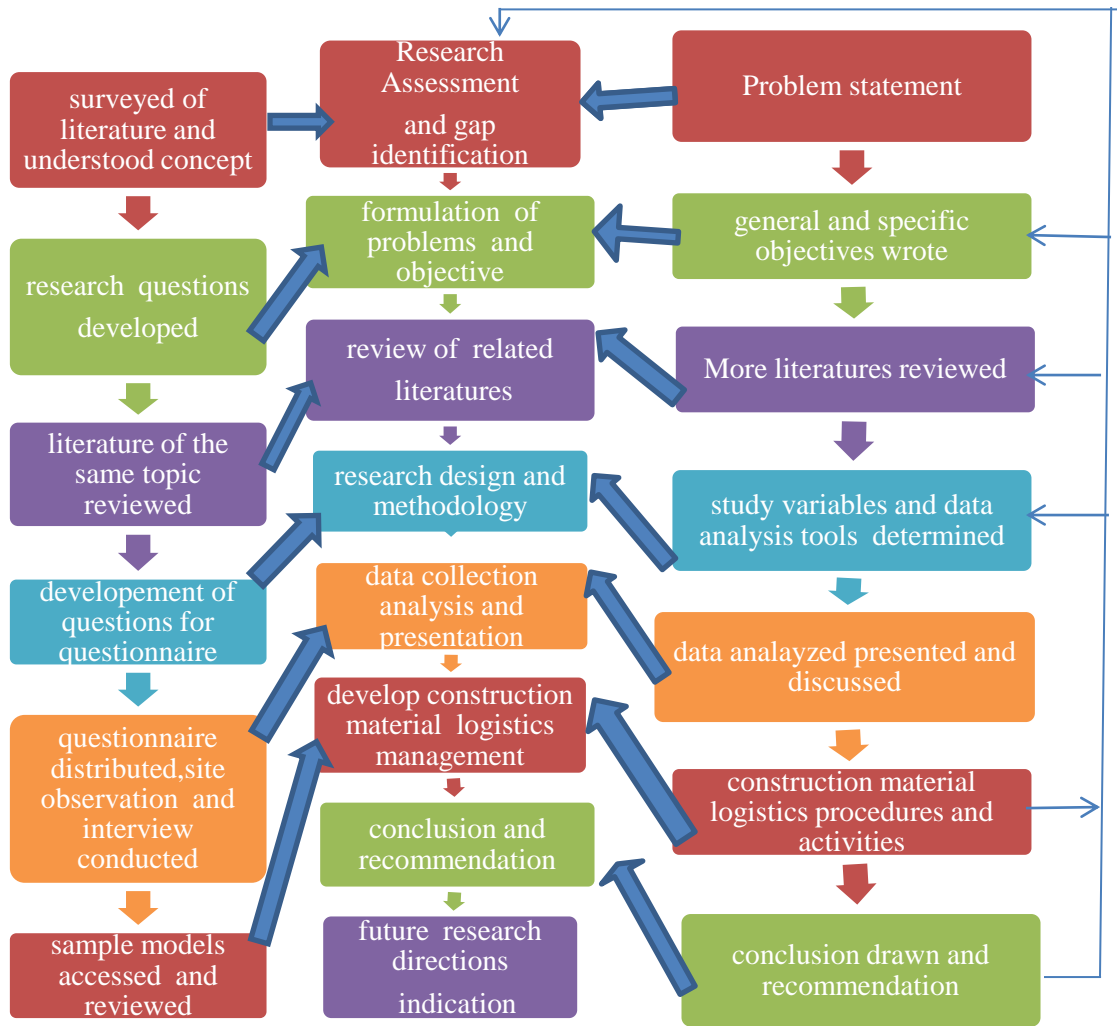 surveyed of
literature and
understood concept
research questions
developed
literature of the
same topic
reviewed
developement of
questions for
questionnaire
questionnaire
distributed,site
observation and
interview
conducted
sample models
accessed and
reviewed
Research
Assessment
and gap
identification
formulation of
problems and
objective
review of related
literatures
research design and
methodology
data collection
analysis and
presentation
develop construction
material logistics
management
conclusion and
recommendation
future research
directions
indication
Problem statement
general and specific
objectives wrote
More literatures reviewed
study variables and data
analysis tools determined
data analayzed presented and
discussed
construction material
logistics procedures and
activities
conclusion drawn and
recommendation